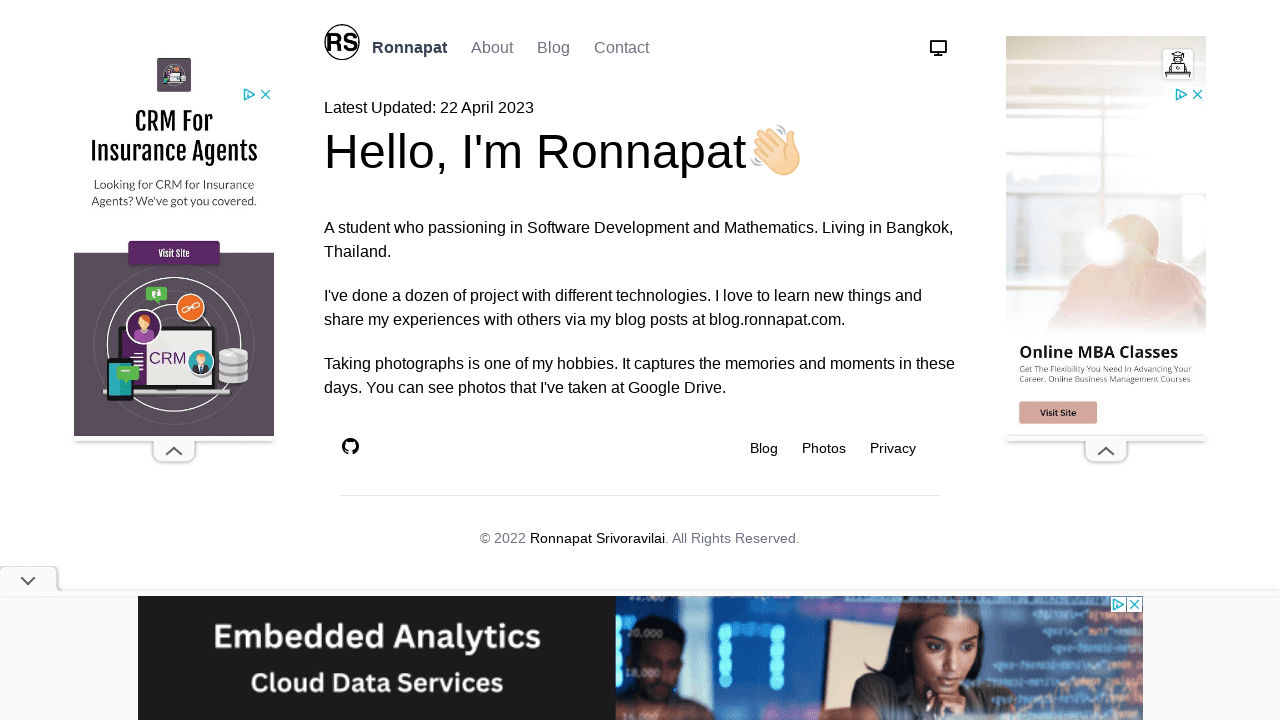 RS Ronnapat About Blog Contact
Latest Updated: 22 April 2023
Hello, I'm Ronnapat
A student who passioning in Software Development and Mathematics. Living in Bangkok,
Thailand.
I've done a dozen of project with different technologies. I love to learn new things and
share my experiences with others via my blog posts at blog.ronnapat.com.
Taking photographs is one of my hobbies. It captures the memories and moments in these
days. You can see photos that I've taken at Google Drive.
Blog Photos Privacy
© 2022 Ronnapat Srivoravilai. All Rights Reserved.
CRM For
Insurance Agents
Looking for CRM for Insurance
Agents? We've got you covered.
Visit Site
CRM
Online MBA Classes
Get The Flexibility You Need In Advancing Your
Career. Online Business Management Courses
Visit Site
Embedded Analytics
Cloud Data Services